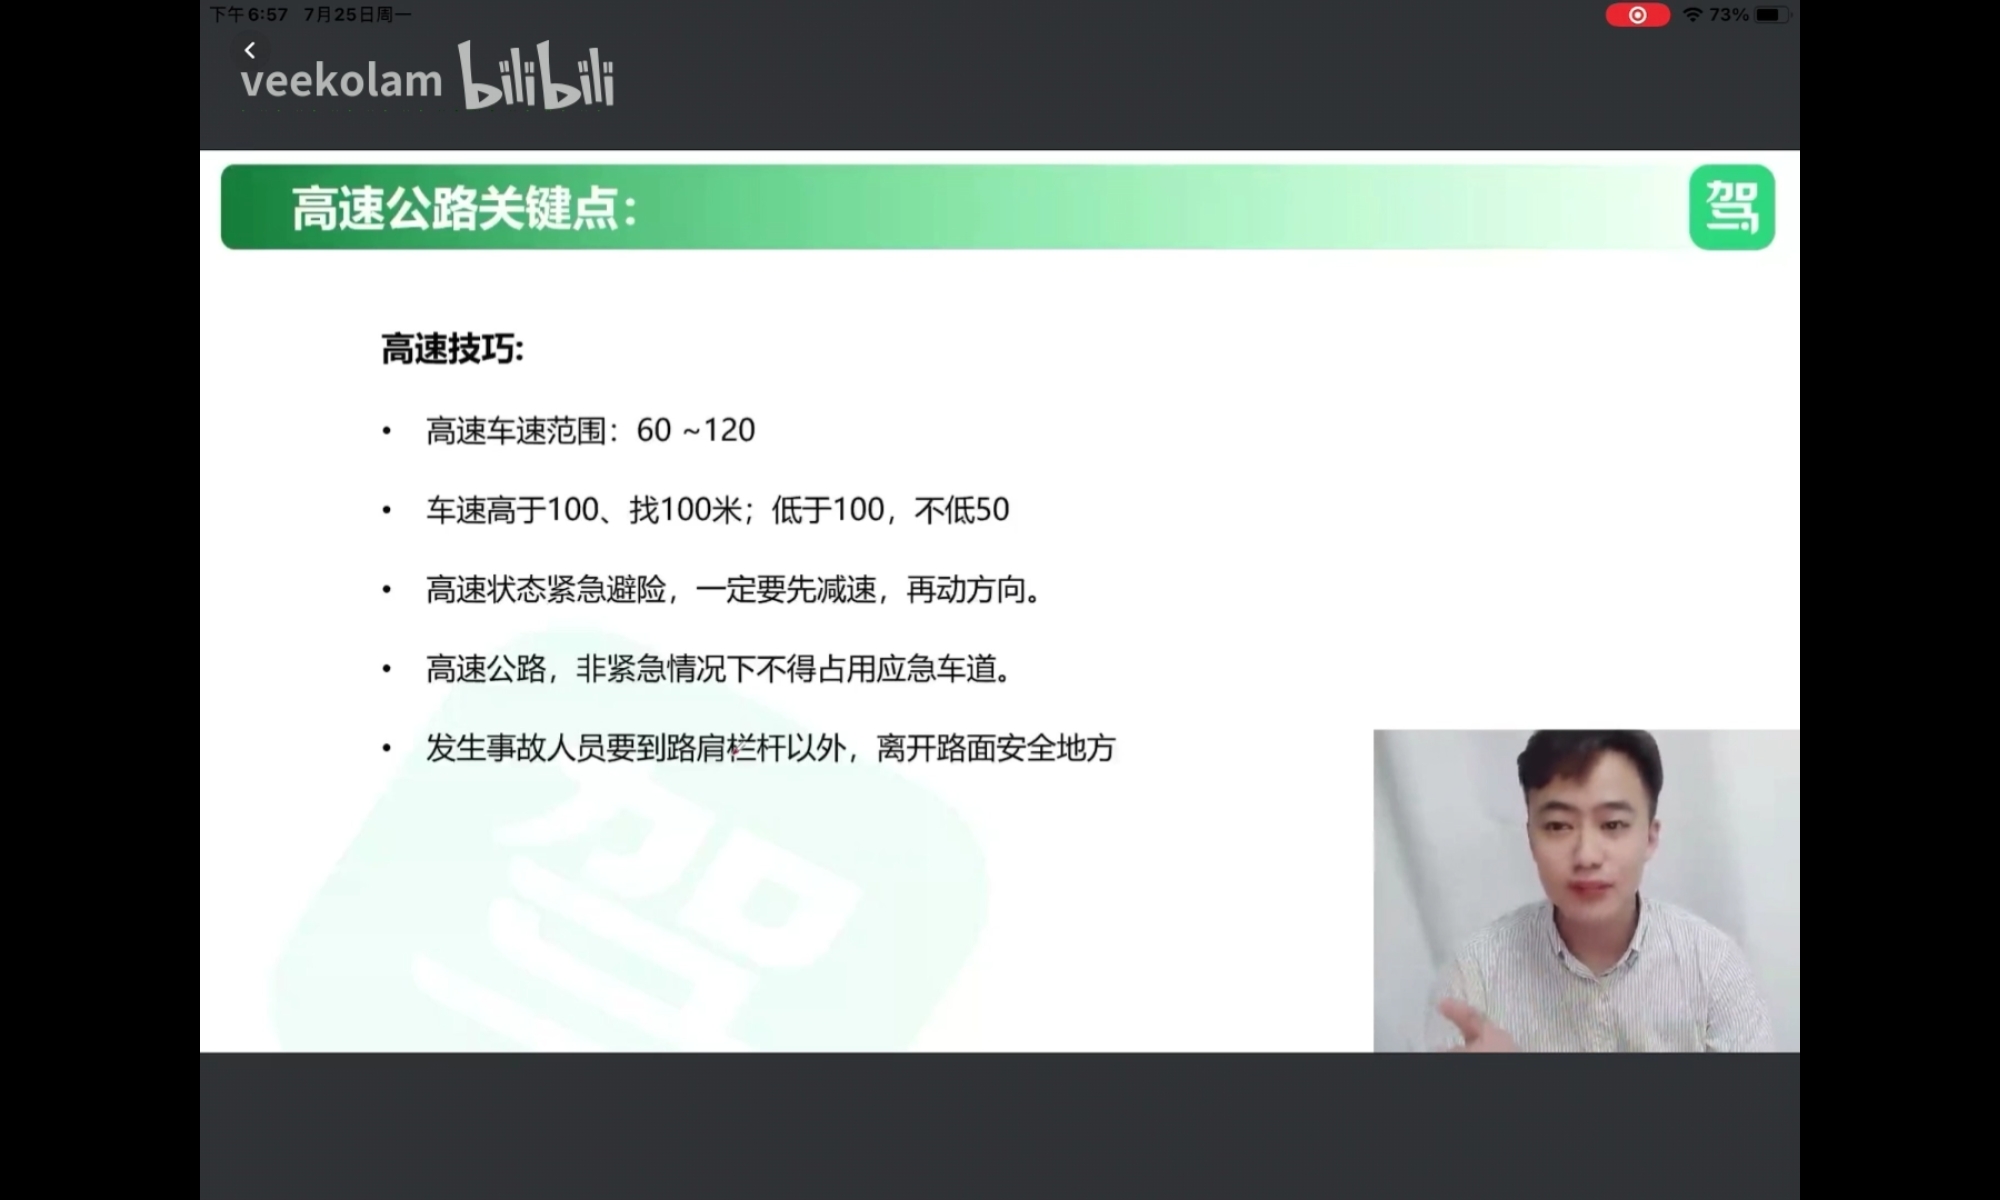 下午6:57 7月25日周一
73%
veekolam bilibili
高速公路关键点：
驾
高速技巧:
• 高速车速范围：60 ~120
• 车速高于100、找100米；低于100，不低50
• 高速状态紧急避险，一定要先减速，再动方向。
• 高速公路，非紧急情况下不得占用应急车道。
• 发生事故人员要到路肩栏杆以外，离开路面安全地方
驾